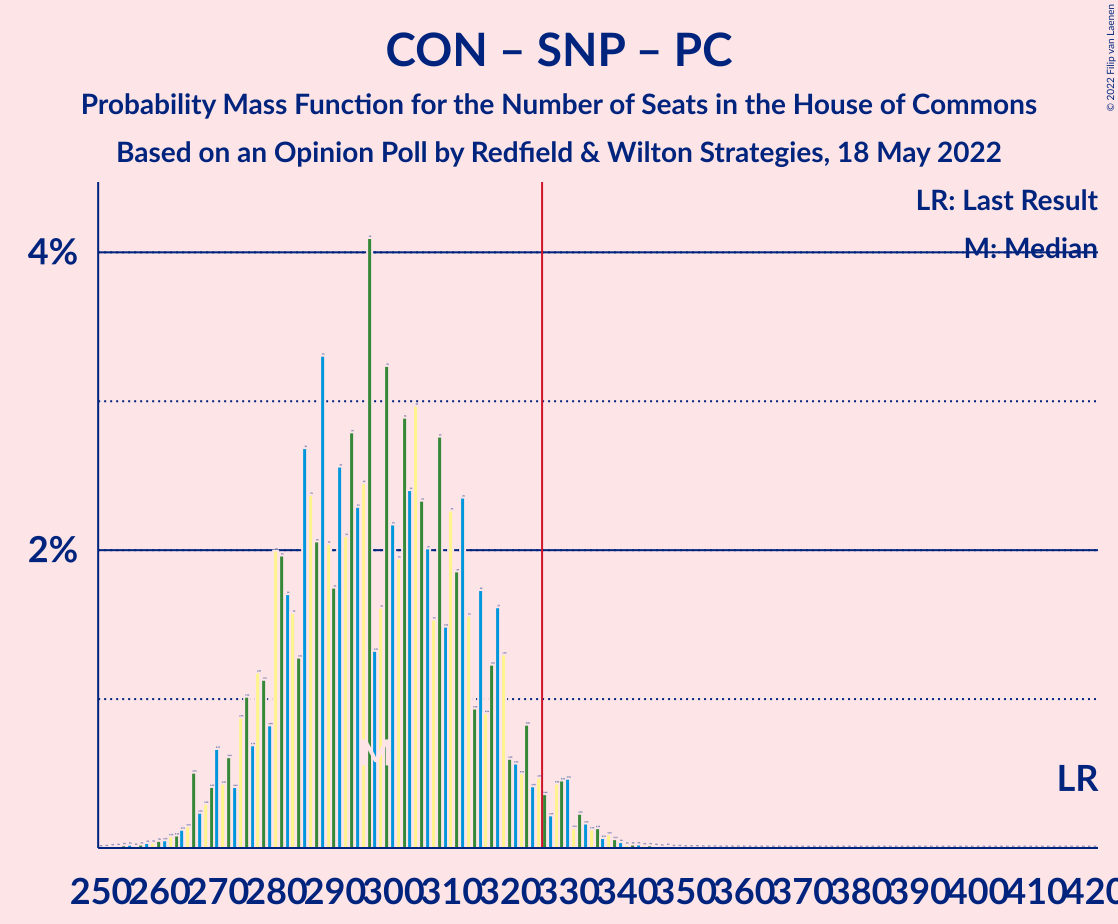 CON – SNP – PC
Probability Mass Function for the Number of Seats in the House of Commons
Based on an Opinion Poll by Redfield & Wilton Strategies, 18 May 2022
© 2022 Filip van Laenen
LR: Last Result
M: Median
4%
2%
M
LR
250 260 270 280 290 300 310 320 330 340 350 360 370 380 390 400 410 420